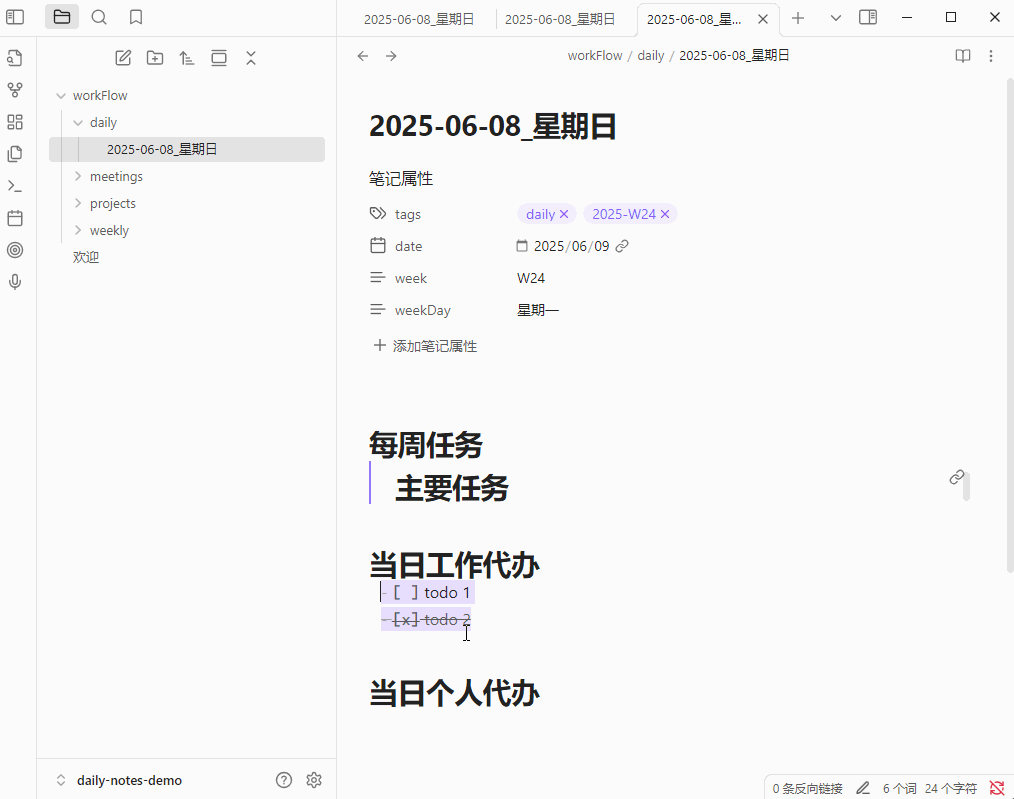 2025-06-08_星期日
2025-06-08_星期日
2025-06-08_星...
workFlow / daily / 2025-06-08_星期日
workFlow
daily
2025-06-08_星期日
meetings
projects
weekly
欢迎
2025-06-08_星期日
笔记属性
tags daily 2025-W24
date 2025/06/09
week W24
weekDay 星期一
添加笔记属性
每周任务
主要任务
当日工作代办
- [ ] todo 1
- [x] todo 2
当日个人代办
daily-notes-demo
0 条反向链接 6 个词 24 个字符